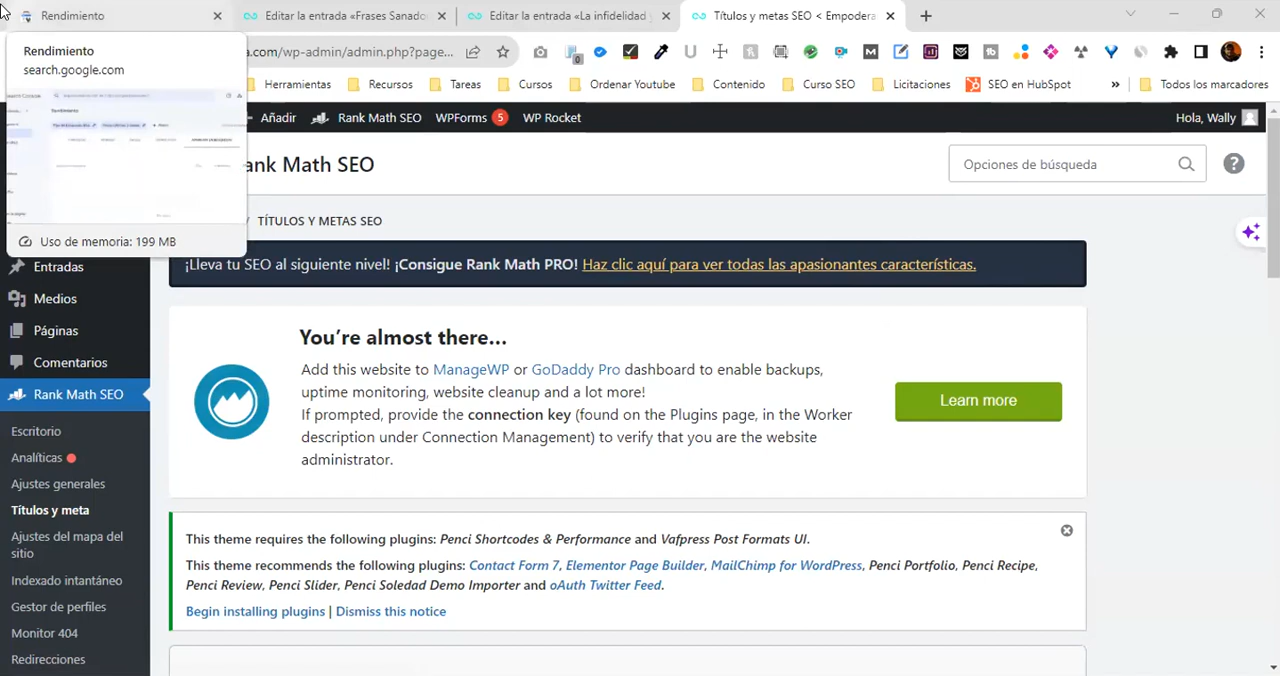 Rendimiento
Editar la entrada «Frases Sanado
Editar la entrada «La infidelidad y
Títulos y metas SEO < Empodera
Rendimiento
search.google.com
Uso de memoria: 199 MB
a.com/wp-admin/admin.php?page...
Herramientas
Recursos
Tareas
Cursos
Ordenar Youtube
Contenido
Curso SEO
Licitaciones
SEO en HubSpot
»
Todos los marcadores
Añadir
Rank Math SEO
WPForms 5
WP Rocket
Hola, Wally
ank Math SEO
Opciones de búsqueda
/ TÍTULOS Y METAS SEO
¡Lleva tu SEO al siguiente nivel! ¡Consigue Rank Math PRO! Haz clic aquí para ver todas las apasionantes características.
Entradas
Medios
Páginas
Comentarios
Rank Math SEO
Escritorio
Analíticas
Ajustes generales
Títulos y meta
Ajustes del mapa del
sitio
Indexado intantáneo
Gestor de perfiles
Monitor 404
Redirecciones
You're almost there...
Add this website to ManageWP or GoDaddy Pro dashboard to enable backups,
uptime monitoring, website cleanup and a lot more!
If prompted, provide the connection key (found on the Plugins page, in the Worker
description under Connection Management) to verify that you are the website
administrator.
Learn more
This theme requires the following plugins: Penci Shortcodes & Performance and Vafpress Post Formats UI.
This theme recommends the following plugins: Contact Form 7, Elementor Page Builder, MailChimp for WordPress, Penci Portfolio, Penci Recipe,
Penci Review, Penci Slider, Penci Soledad Demo Importer and oAuth Twitter Feed.
Begin installing plugins | Dismiss this notice